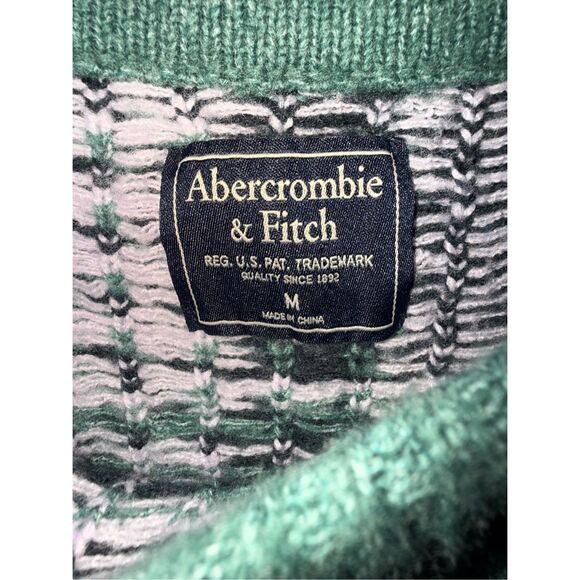 Abercrombie
& Fitch
REG. U.S. PAT. TRADEMARK
QUALITY SINCE 1892
M
MADE IN CHINA